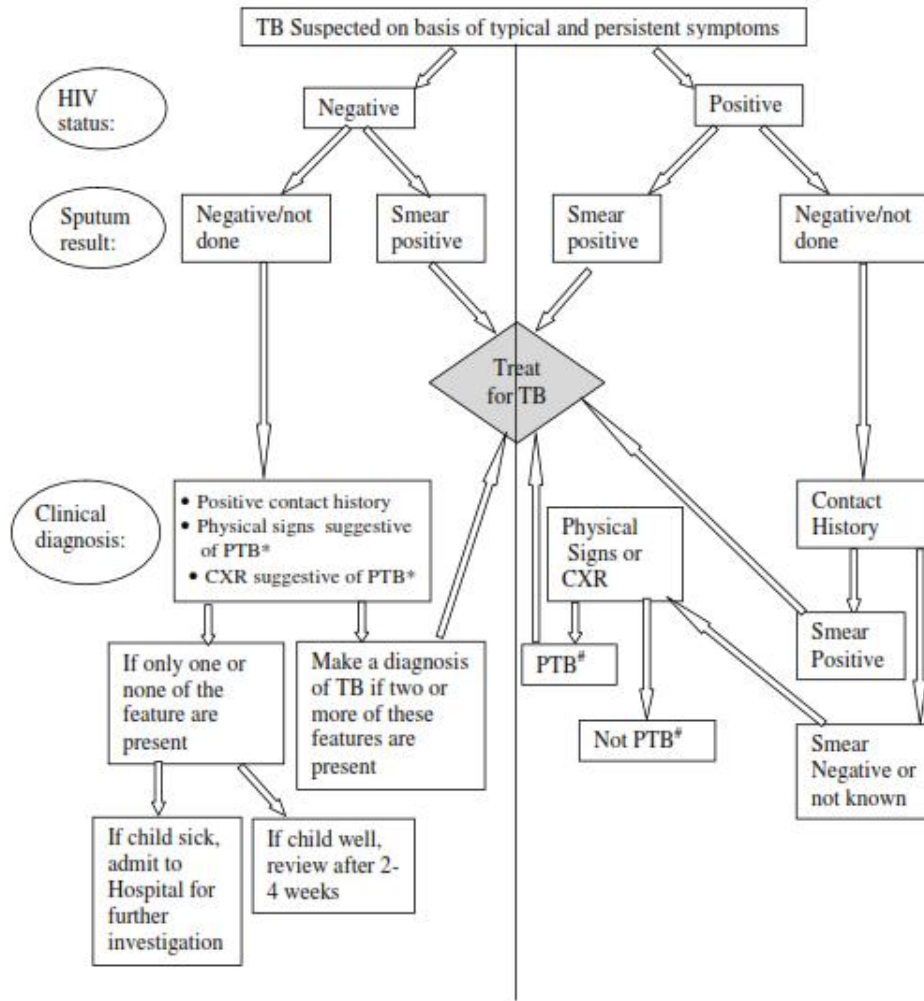 TB Suspected on basis of typical and persistent symptoms
HIV
status:
Negative
Positive
Sputum
result:
Negative/not
done
Smear
positive
Smear
positive
Negative/not
done
Treat
for TB
Clinical
diagnosis:
• Positive contact history
• Physical signs suggestive
of PTB*
• CXR suggestive of PTB*
Physical
Signs or
CXR
Contact
History
If only one or
none of the
feature are
present
Make a diagnosis
of TB if two or
more of these
features are
present
PTB#
Not PTB#
Smear
Positive
Smear
Negative or
not known
If child sick,
admit to
Hospital for
further
investigation
If child well,
review after 2-
4 weeks